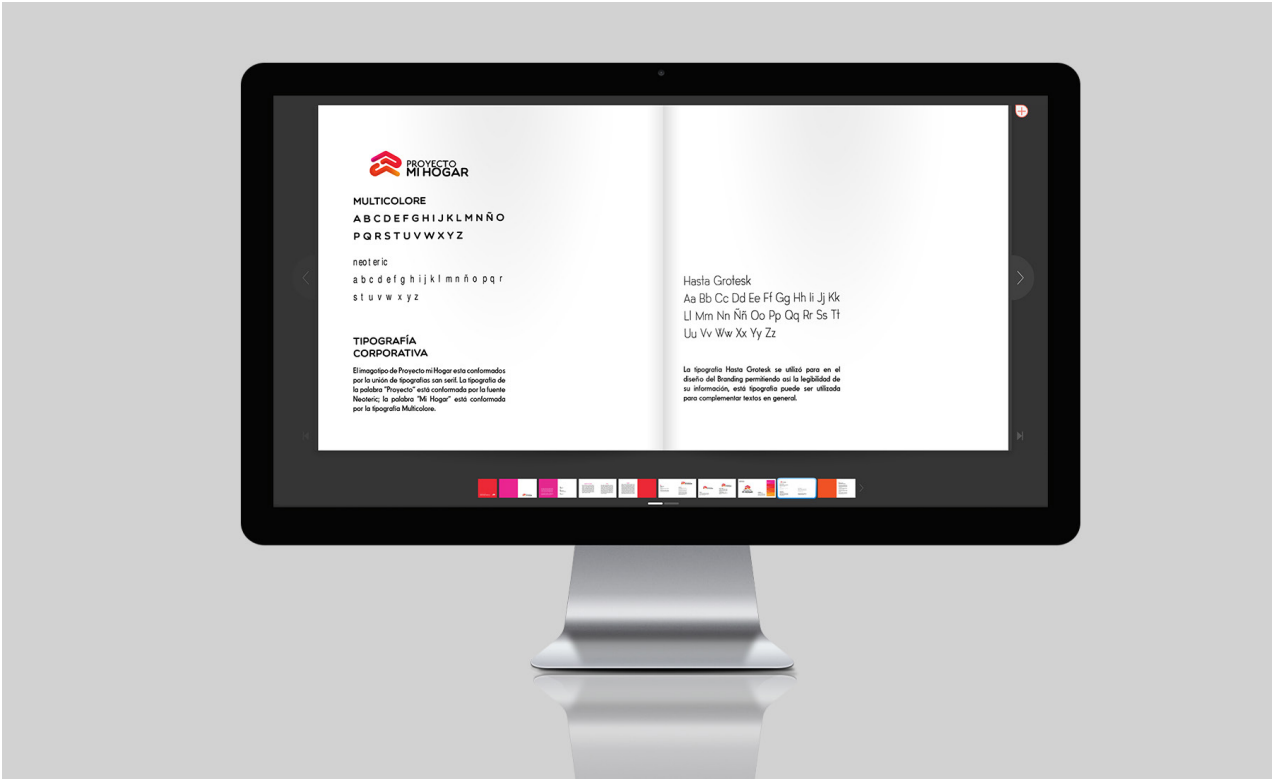 PROYECTO
MI HOGAR
MULTICOLORE
A B C D E F G H I J K L M N Ñ O
P Q R S T U V W X Y Z
neoteric
a b c d e f g h i j k l m n ñ o p q r
s t u v w x y z
TIPOGRAFÍA
CORPORATIVA
El imagotipo de Proyecto mi Hogar esta conformados
por la unión de tipografías san serif. La tipografía de
la palabra "Proyecto" está conformada por la fuente
Neoteric; la palabra "Mi Hogar" está conformada
por la tipografía Multicolore.
Hasta Grotesk
Aa Bb Cc Dd Ee Ff Gg Hh Ii Jj Kk
Ll Mm Nn Ññ Oo Pp Qq Rr Ss Tt
Uu Vv Ww Xx Yy Zz
La tipografía Hasta Grotesk se utilizó para en el
diseño del Branding permitiendo asi la legibilidad de
su información, está tipografía puede ser utilizada
para complementar textos en general.